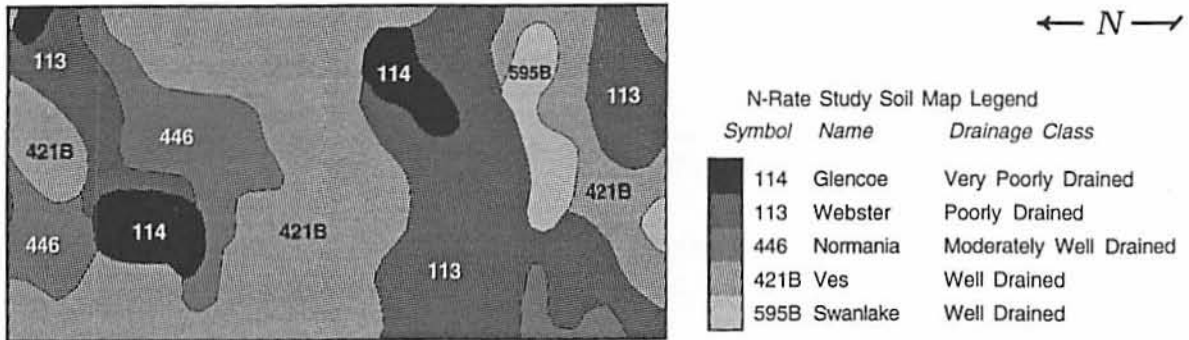 N
113
114
595B
113
446
421B
421B
446
114
421B
113
N-Rate Study Soil Map Legend
Symbol Name Drainage Class
114 Glencoe Very Poorly Drained
113 Webster Poorly Drained
446 Normania Moderately Well Drained
421B Ves Well Drained
595B Swanlake Well Drained